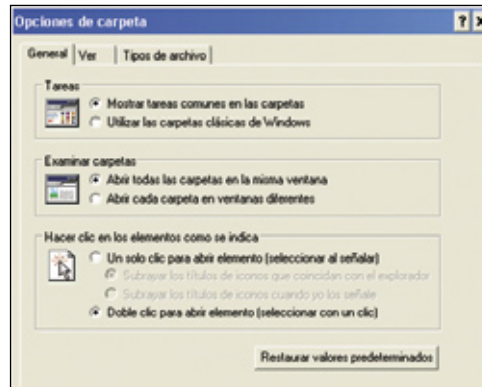 Opciones de carpeta
General Ver Tipos de archivo
Tareas
Mostrar tareas comunes en las carpetas
Utilizar las carpetas clásicas de Windows
Examinar carpetas
Abrir todas las carpetas en la misma ventana
Abrir cada carpeta en ventanas diferentes
Hacer clic en los elementos como se indica
Un solo clic para abrir elemento (seleccionar al señalar)
Subrayar los títulos de iconos que coincidan con el explorador
Subrayar los títulos de iconos cuando yo los señale
Doble clic para abrir elemento (seleccionar con un clic)
Restaurar valores predeterminados